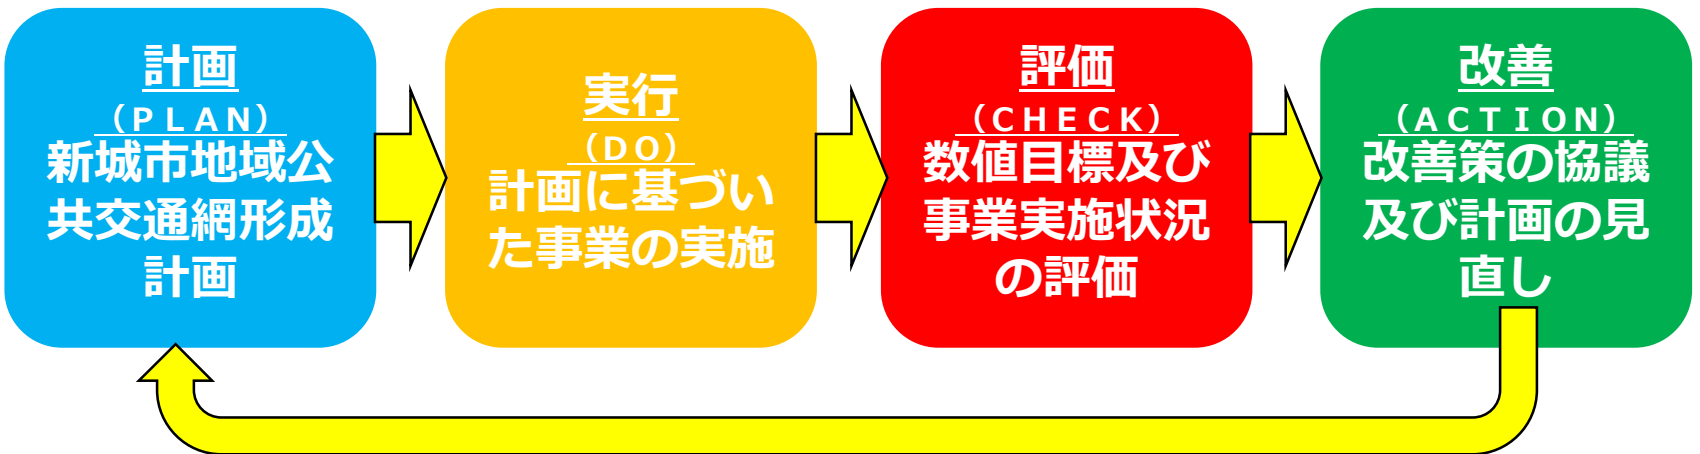 計画
（ＰＬＡＮ）
新城市地域公
共交通網形成
計画
実行
（ＤＯ）
計画に基づい
た事業の実施
評価
（ＣＨＥＣＫ）
数値目標及び
事業実施状況
の評価
改善
（ＡＣＴＩＯＮ）
改善策の協議
及び計画の見
直し